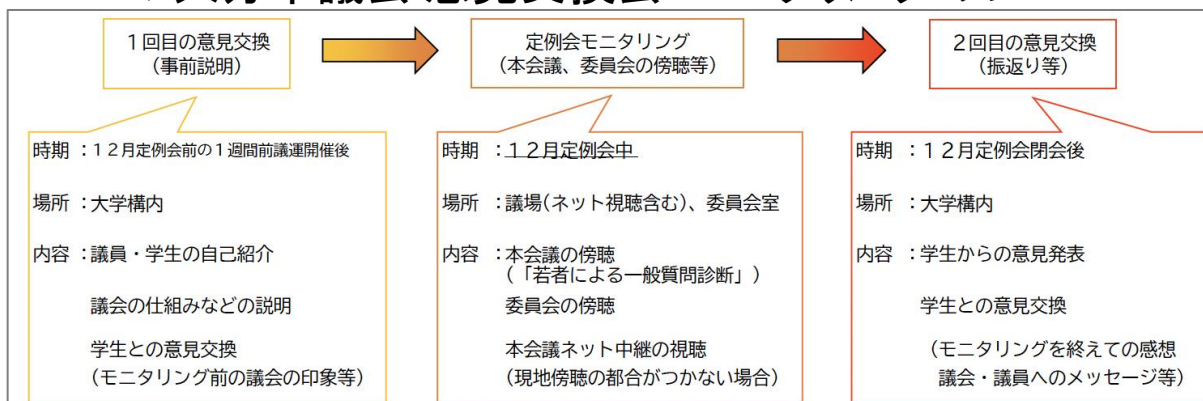 1回目の意見交換
(事前説明)
定例会モニタリング
(本会議、委員会の傍聴等)
2回目の意見交換
(振返り等)
時期:12月定例会前の1週間前議運開催後
場所:大学構内
内容:議員・学生の自己紹介
議会の仕組みなどの説明
学生との意見交換
(モニタリング前の議会の印象等)
時期:12月定例会中
場所:議場(ネット視聴含む)、委員会室
内容:本会議の傍聴
(「若者による一般質問診断」)
委員会の傍聴
本会議ネット中継の視聴
(現地傍聴の都合がつかない場合)
時期:12月定例会閉会後
場所:大学構内
内容:学生からの意見発表
学生との意見交換
(モニタリングを終えての感想
議会・議員へのメッセージ等)